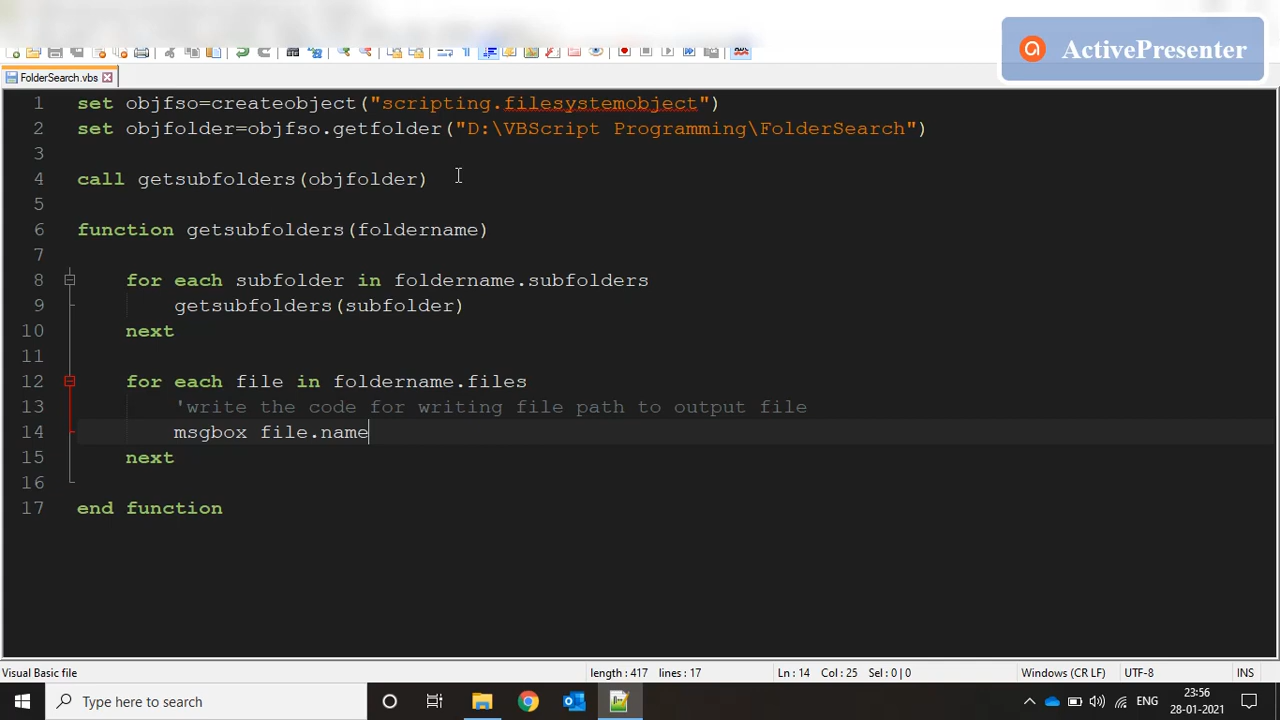 ActivePresenter
FolderSearch.vbs
1 set objfso=createobject("scripting.filesystemobject")
2 set objfolder=objfso.getfolder("D:\VBScript Programming\FolderSearch")
3
4 call getsubfolders(objfolder)
5
6 function getsubfolders(foldername)
7
8 for each subfolder in foldername.subfolders
9 getsubfolders(subfolder)
10 next
11
12 for each file in foldername.files
13 'write the code for writing file path to output file
14 msgbox file.name
15 next
16
17 end function
Visual Basic file length : 417 lines : 17 Ln : 14 Col : 25 Sel : 0 | 0 Windows (CR LF) UTF-8 INS
Type here to search ENG 23:56
28-01-2021